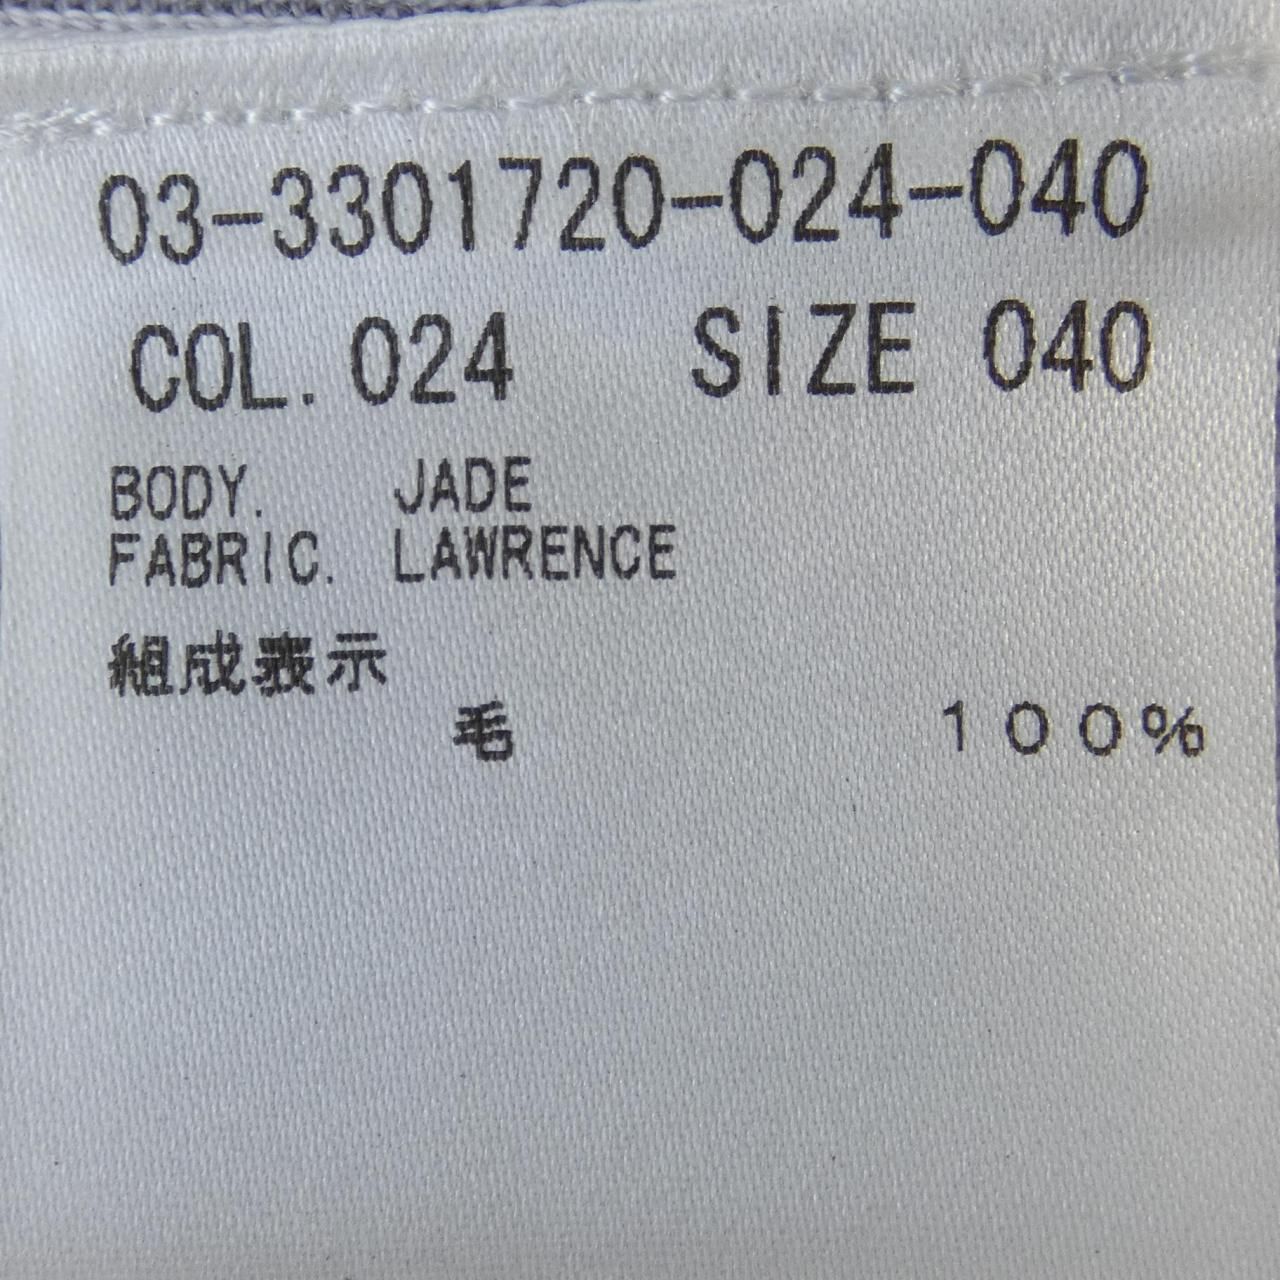 03-3301720-024-040
COL. 024 SIZE 040
BODY. JADE
FABRIC. LAWRENCE
組成表示
毛 100%